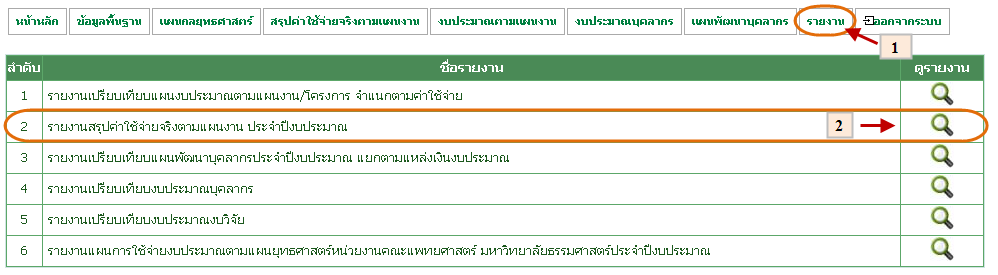 หน้าหลัก ข้อมูลพื้นฐาน แผนกลยุทธศาสตร์ สรุปค่าใช้จ่ายจริงตามแผนงาน งบประมาณตามแผนงาน งบประมาณบุคลากร แผนพัฒนาบุคลากร รายงาน ออกจากระบบ
1
ลำดับ ชื่อรายงาน ดูรายงาน
1 รายงานเปรียบเทียบแผนงบประมาณตามแผนงาน/โครงการ จำแนกตามค่าใช้จ่าย
2 รายงานสรุปค่าใช้จ่ายจริงตามแผนงาน ประจำปีงบประมาณ 2
3 รายงานเปรียบเทียบแผนพัฒนาบุคลากรประจำปีงบประมาณ แยกตามแหล่งเงินงบประมาณ
4 รายงานเปรียบเทียบงบประมาณบุคลากร
5 รายงานเปรียบเทียบงบประมาณงบวิจัย
6 รายงานแผนการใช้จ่ายงบประมาณตามแผนยุทธศาสตร์หน่วยงานคณะแพทยศาสตร์ มหาวิทยาลัยธรรมศาสตร์ประจำปีงบประมาณ